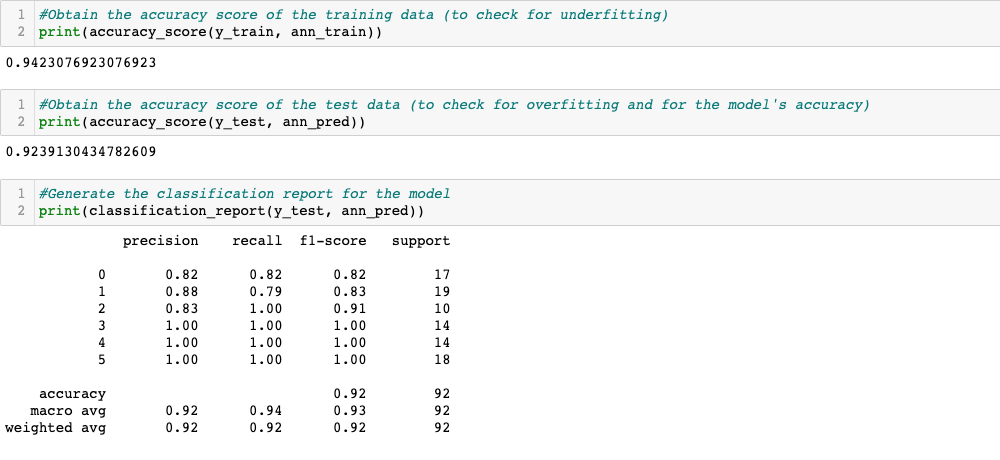 1 #Obtain the accuracy score of the training data (to check for underfitting)
2 print(accuracy_score(y_train, ann_train))
0.9423076923076923
1 #Obtain the accuracy score of the test data (to check for overfitting and for the model's accuracy)
2 print(accuracy_score(y_test, ann_pred))
0.9239130434782609
1 #Generate the classification report for the model
2 print(classification_report(y_test, ann_pred))
precision recall f1-score support
0 0.82 0.82 0.82 17
1 0.88 0.79 0.83 19
2 0.83 1.00 0.91 10
3 1.00 1.00 1.00 14
4 1.00 1.00 1.00 14
5 1.00 1.00 1.00 18
accuracy 0.92 92
macro avg 0.92 0.94 0.93 92
weighted avg 0.92 0.92 0.92 92